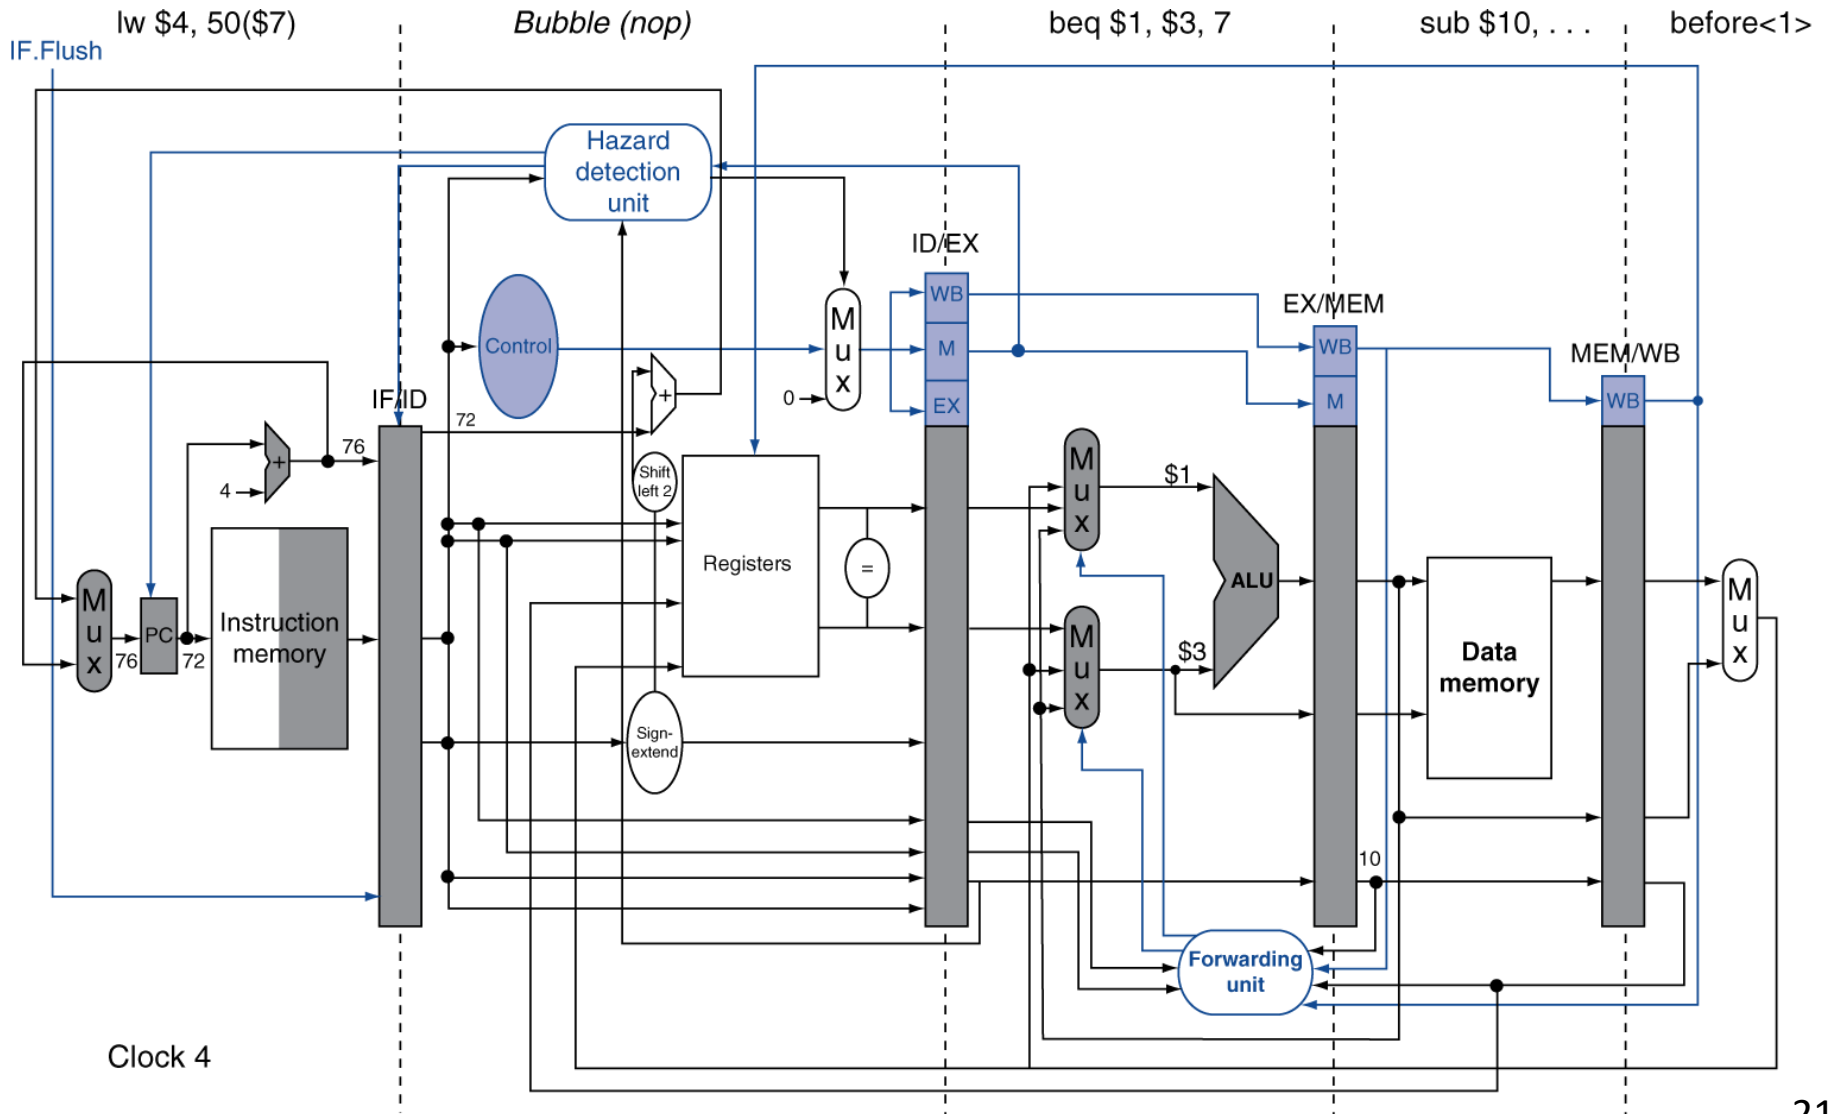 lw $4, 50($7)
Bubble (nop)
beq $1, $3, 7
sub $10, . . .
before<1>
IF.Flush
Hazard
detection
unit
ID/EX
WB
M
EX
EX/MEM
WB
M
MEM/WB
WB
Control
M
u
x
0
+
IF/ID
72
76
+
4
Shift
left 2
Registers
=
M
u
x
$1
ALU
M
u
x
$3
M
u
x
76
PC
72
Instruction
memory
Data
memory
M
u
x
Sign-
extend
10
Forwarding
unit
Clock 4